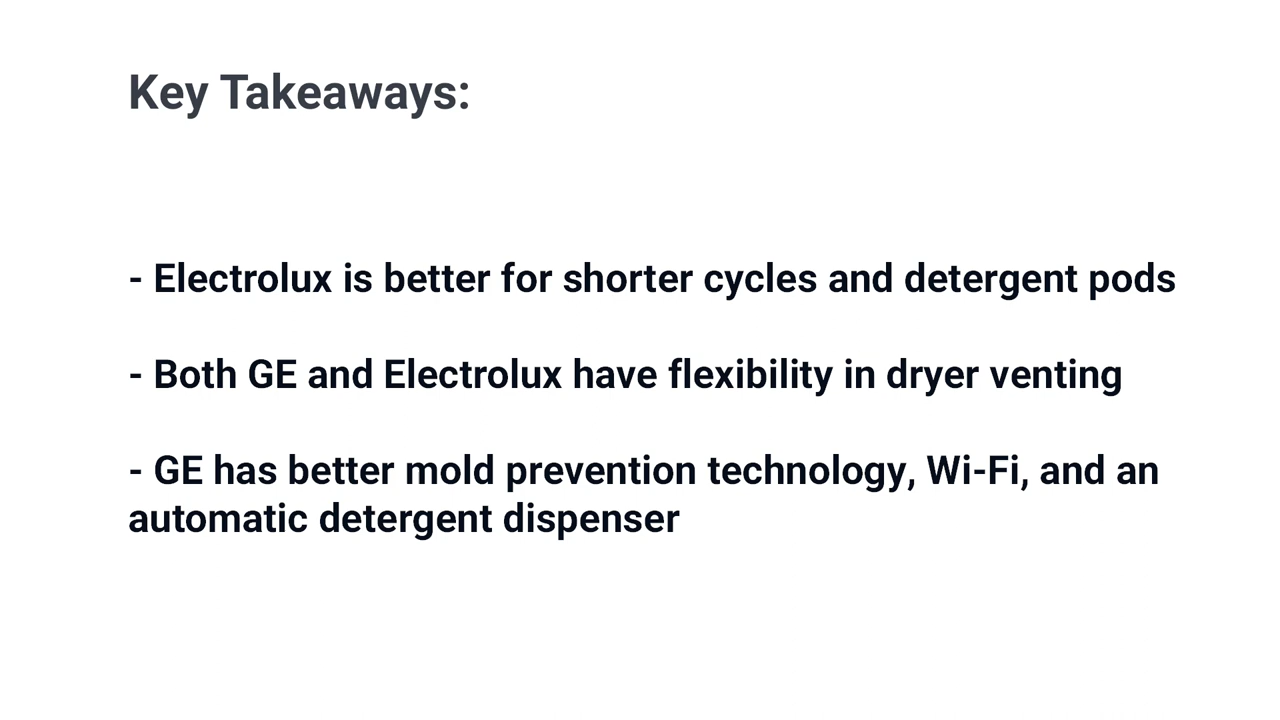 Key Takeaways:
- Electrolux is better for shorter cycles and detergent pods
- Both GE and Electrolux have flexibility in dryer venting
- GE has better mold prevention technology, Wi-Fi, and an
automatic detergent dispenser